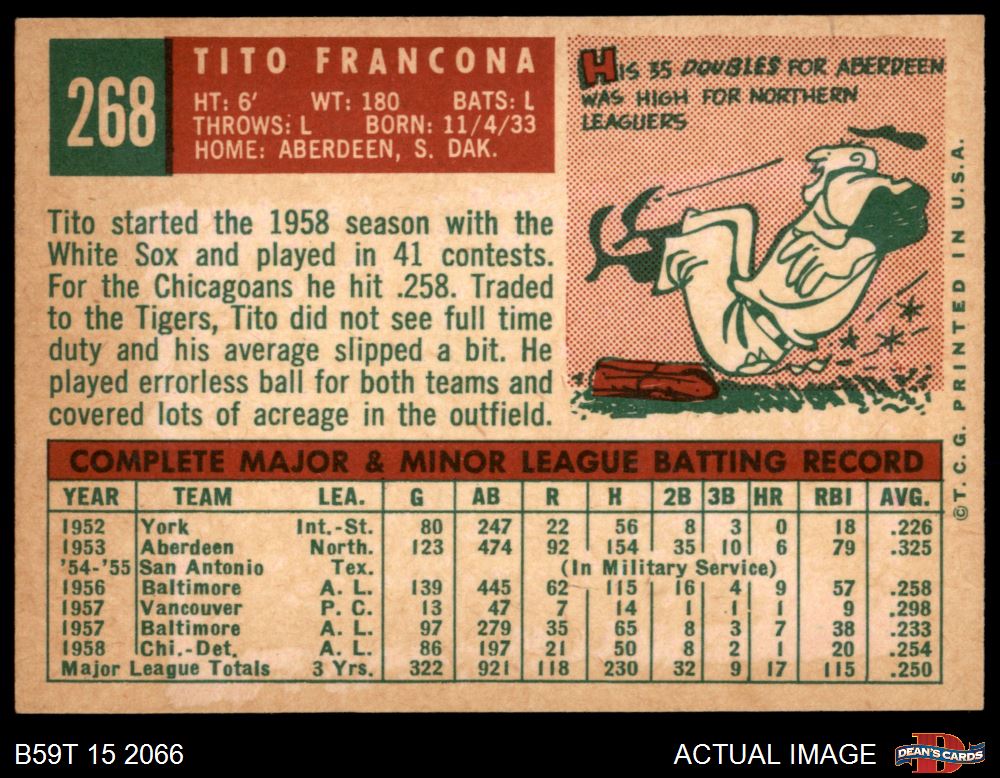 268
TITO FRANCONA
HT: 6' WT: 180 BATS: L
THROWS: L BORN: 11/4/33
HOME: ABERDEEN, S. DAK.
HIS 35 DOUBLES FOR ABERDEEN
WAS HIGH FOR NORTHERN
LEAGUERS
Tito started the 1958 season with the
White Sox and played in 41 contests.
For the Chicagoans he hit .258. Traded
to the Tigers, Tito did not see full time
duty and his average slipped a bit. He
played errorless ball for both teams and
covered lots of acreage in the outfield.
©T. C. G. PRINTED IN U.S.A.
COMPLETE MAJOR & MINOR LEAGUE BATTING RECORD
YEAR TEAM LEA. G AB R H 2B 3B HR RBI AVG.
1952 York Int.-St. 80 247 22 56 8 3 0 18 .226
1953 Aberdeen North. 123 474 92 154 35 10 6 79 .325
'54-'55 San Antonio Tex. (In Military Service)
1956 Baltimore A. L. 139 445 62 115 16 4 9 57 .258
1957 Vancouver P. C. 13 47 7 14 1 1 1 9 .298
1957 Baltimore A. L. 97 279 35 65 8 3 7 38 .233
1958 Chi.-Det. A. L. 86 197 21 50 8 2 1 20 .254
Major League Totals 3 Yrs. 322 921 118 230 32 9 17 115 .250
B59T 15 2066
ACTUAL IMAGE
DEAN'S CARDS